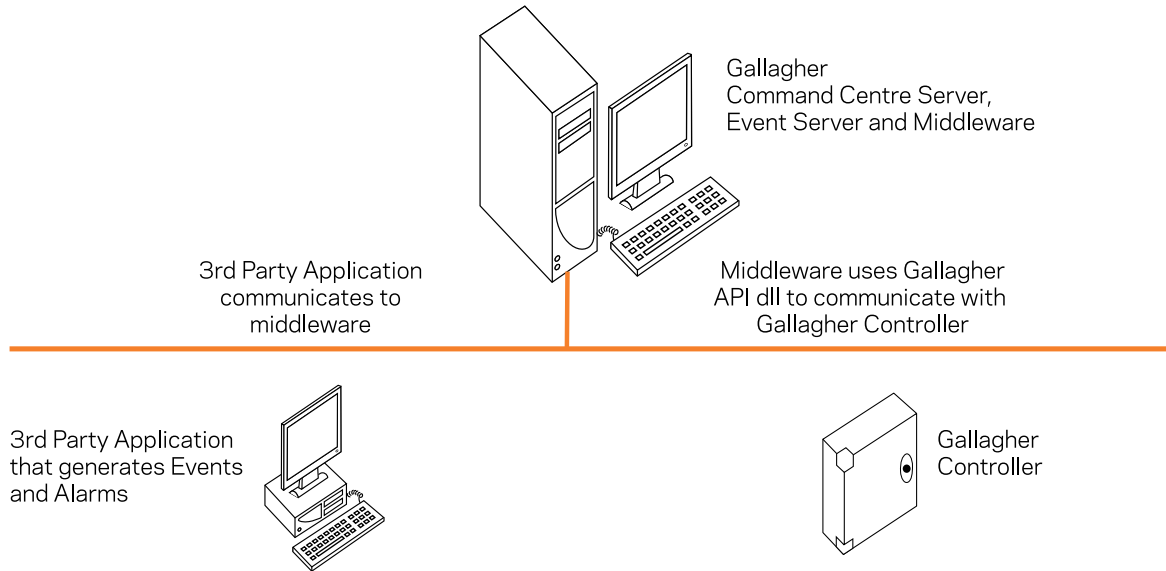 Gallagher
Command Centre Server,
Event Server and Middleware
3rd Party Application
communicates to
middleware
Middleware uses Gallagher
API dll to communicate with
Gallagher Controller
3rd Party Application
that generates Events
and Alarms
Gallagher
Controller